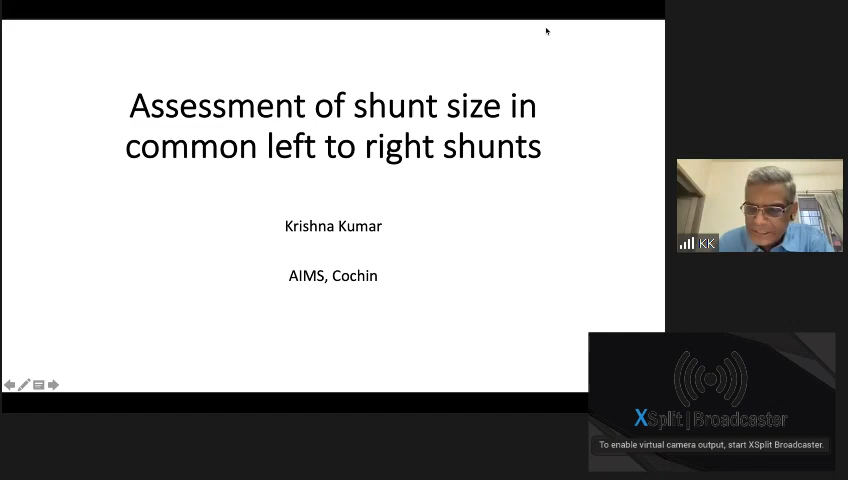 Assessment of shunt size in
common left to right shunts
Krishna Kumar
AIMS, Cochin
KK
XSplit|Broadcaster
To enable virtual camera output, start XSplit Broadcaster.